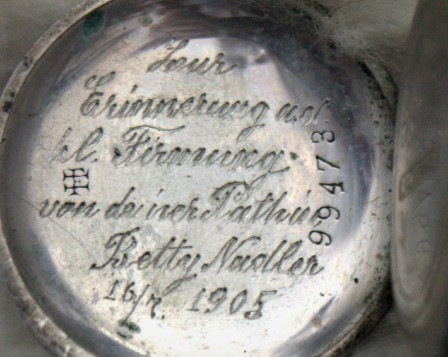 Zur
Erinnerung a.d.
hl. Firmung
von deiner Pathin
Betty Nadler
16/7. 1905
99473